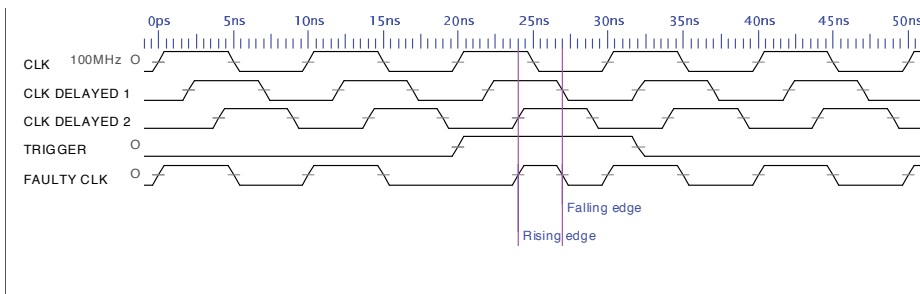 0ps 5ns 10ns 15ns 20ns 25ns 30ns 35ns 40ns 45ns 50ns
CLK 100MHz O
CLK DELAYED 1
CLK DELAYED 2
TRIGGER O
FAULTY CLK O
Falling edge
Rising edge